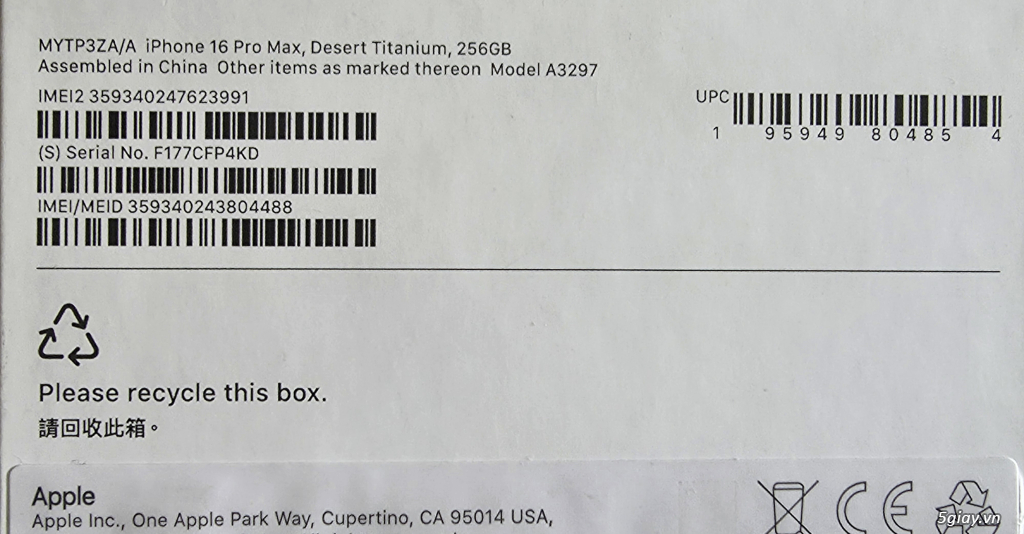 MYTP3ZA/A iPhone 16 Pro Max, Desert Titanium, 256GB
Assembled in China Other items as marked thereon Model A3297
IMEI2 359340247623991
UPC
1 95949 80485 4
(S) Serial No. F177CFP4KD
IMEI/MEID 359340243804488
Please recycle this box.
請回收此箱。
Apple
Apple Inc., One Apple Park Way, Cupertino, CA 95014 USA,
CE
5giay.vn